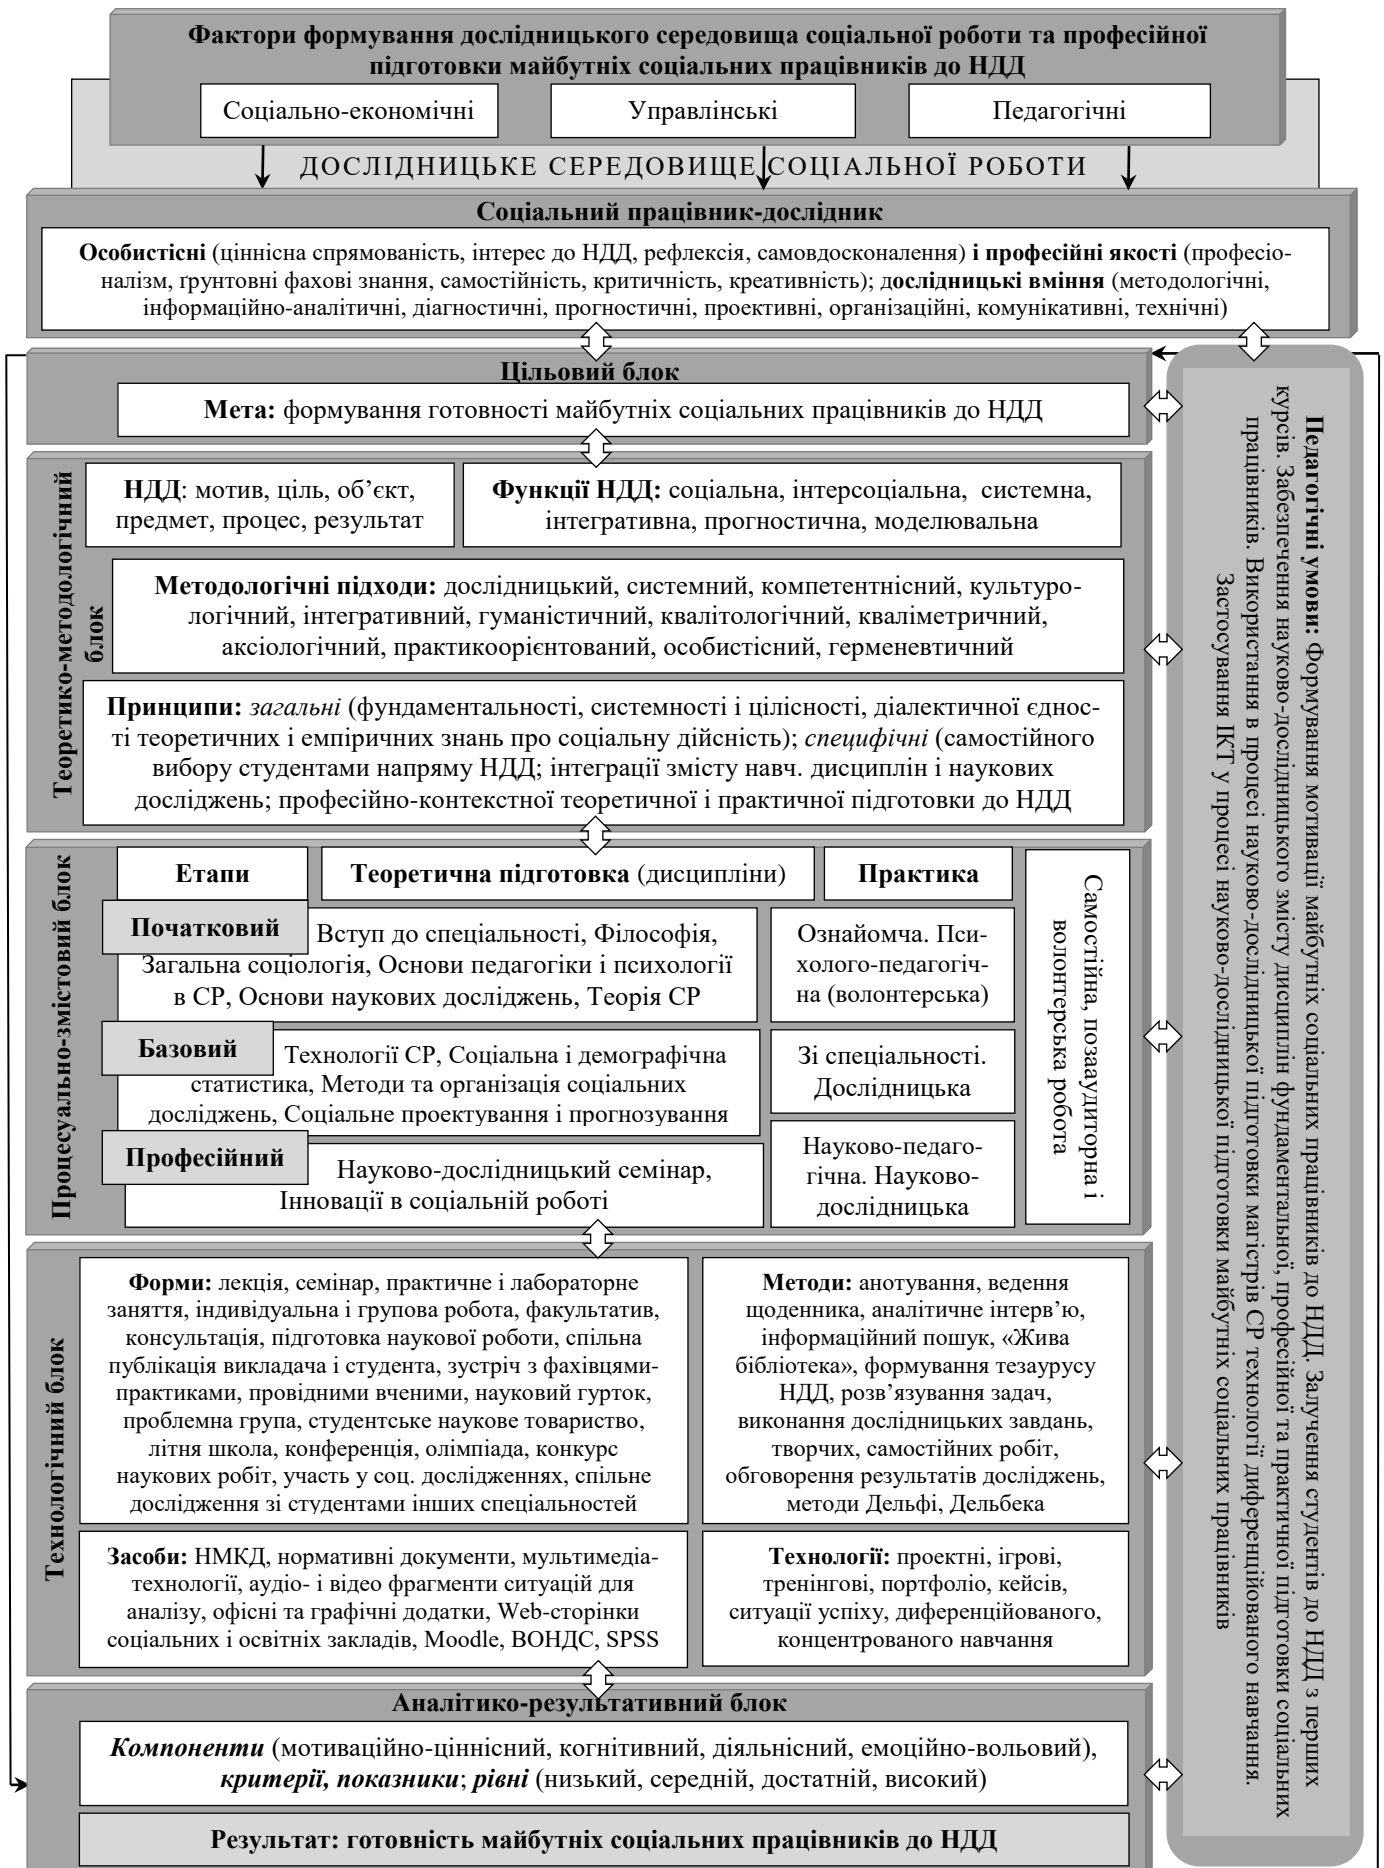 Фактори формування дослідницького середовища соціальної роботи та професійної
підготовки майбутніх соціальних працівників до НДД
Соціально-економічні
Управлінські
Педагогічні
ДОСЛІДНИЦЬКЕ СЕРЕДОВИЩЕ СОЦІАЛЬНОЇ РОБОТИ
Соціальний працівник-дослідник
Особистісні (ціннісна спрямованість, інтерес до НДД, рефлексія, самовдосконалення) і професійні якості (професіо-
налізм, ґрунтовні фахові знання, самостійність, критичність, креативність); дослідницькі вміння (методологічні,
інформаційно-аналітичні, діагностичні, прогностичні, проективні, організаційні, комунікативні, технічні)
Цільовий блок
Мета: формування готовності майбутніх соціальних працівників до НДД
Теоретико-методологічний
блок
НДД: мотив, ціль, об’єкт,
предмет, процес, результат
Функції НДД: соціальна, інтерсоціальна, системна,
інтегративна, прогностична, моделювальна
Методологічні підходи: дослідницький, системний, компетентнісний, культуро-
логічний, інтегративний, гуманістичний, квалітологічний, кваліметричний,
аксіологічний, практикоорієнтований, особистісний, герменевтичний
Принципи: загальні (фундаментальності, системності і цілісності, діалектичної єднос-
ті теоретичних і емпіричних знань про соціальну дійсність); специфічні (самостійного
вибору студентами напряму НДД; інтеграції змісту навч. дисциплін і наукових
досліджень; професійно-контекстної теоретичної і практичної підготовки до НДД
Процесуально-змістовий блок
Етапи
Теоретична підготовка (дисципліни)
Практика
Початковий
Вступ до спеціальності, Філософія,
Загальна соціологія, Основи педагогіки і психології
в СР, Основи наукових досліджень, Теорія СР
Ознайомча. Пси-
холого-педагогіч-
на (волонтерська)
Базовий
Технології СР, Соціальна і демографічна
статистика, Методи та організація соціальних
досліджень, Соціальне проектування і прогнозування
Зі спеціальності.
Дослідницька
Професійний
Науково-дослідницький семінар,
Інновації в соціальній роботі
Науково-педаго-
гічна. Науково-
дослідницька
Самостійна, позааудиторна і
волонтерська робота
Технологічний блок
Форми: лекція, семінар, практичне і лабораторне
заняття, індивідуальна і групова робота, факультатив,
консультація, підготовка наукової роботи, спільна
публікація викладача і студента, зустріч з фахівцями-
практиками, провідними вченими, науковий гурток,
проблемна група, студентське наукове товариство,
літня школа, конференція, олімпіада, конкурс
наукових робіт, участь у соц. дослідженнях, спільне
дослідження зі студентами інших спеціальностей
Методи: анотування, ведення
щоденника, аналітичне інтерв’ю,
інформаційний пошук, «Жива
бібліотека», формування тезаурусу
НДД, розв’язування задач,
виконання дослідницьких завдань,
творчих, самостійних робіт,
обговорення результатів досліджень,
методи Дельфі, Дельбека
Засоби: НМКД, нормативні документи, мультимедіа-
технології, аудіо- і відео фрагменти ситуацій для
аналізу, офісні та графічні додатки, Web-сторінки
соціальних і освітніх закладів, Moodle, ВОНДС, SPSS
Технології: проектні, ігрові,
тренінгові, портфоліо, кейсів,
ситуації успіху, диференційованого,
концентрованого навчання
Аналітико-результативний блок
Компоненти (мотиваційно-ціннісний, когнітивний, діяльнісний, емоційно-вольовий),
критерії, показники; рівні (низький, середній, достатній, високий)
Результат: готовність майбутніх соціальних працівників до НДД
Педагогічні умови: Формування мотивації майбутніх соціальних працівників до НДД. Залучення студентів до НДД з перших
курсів. Забезпечення науково-дослідницького змісту дисциплін фундаментальної, професійної та практичної підготовки соціальних
працівників. Використання в процесі науково-дослідницької підготовки магістрів СР технології диференційованого навчання.
Застосування ІКТ у процесі науково-дослідницької підготовки майбутніх соціальних працівників